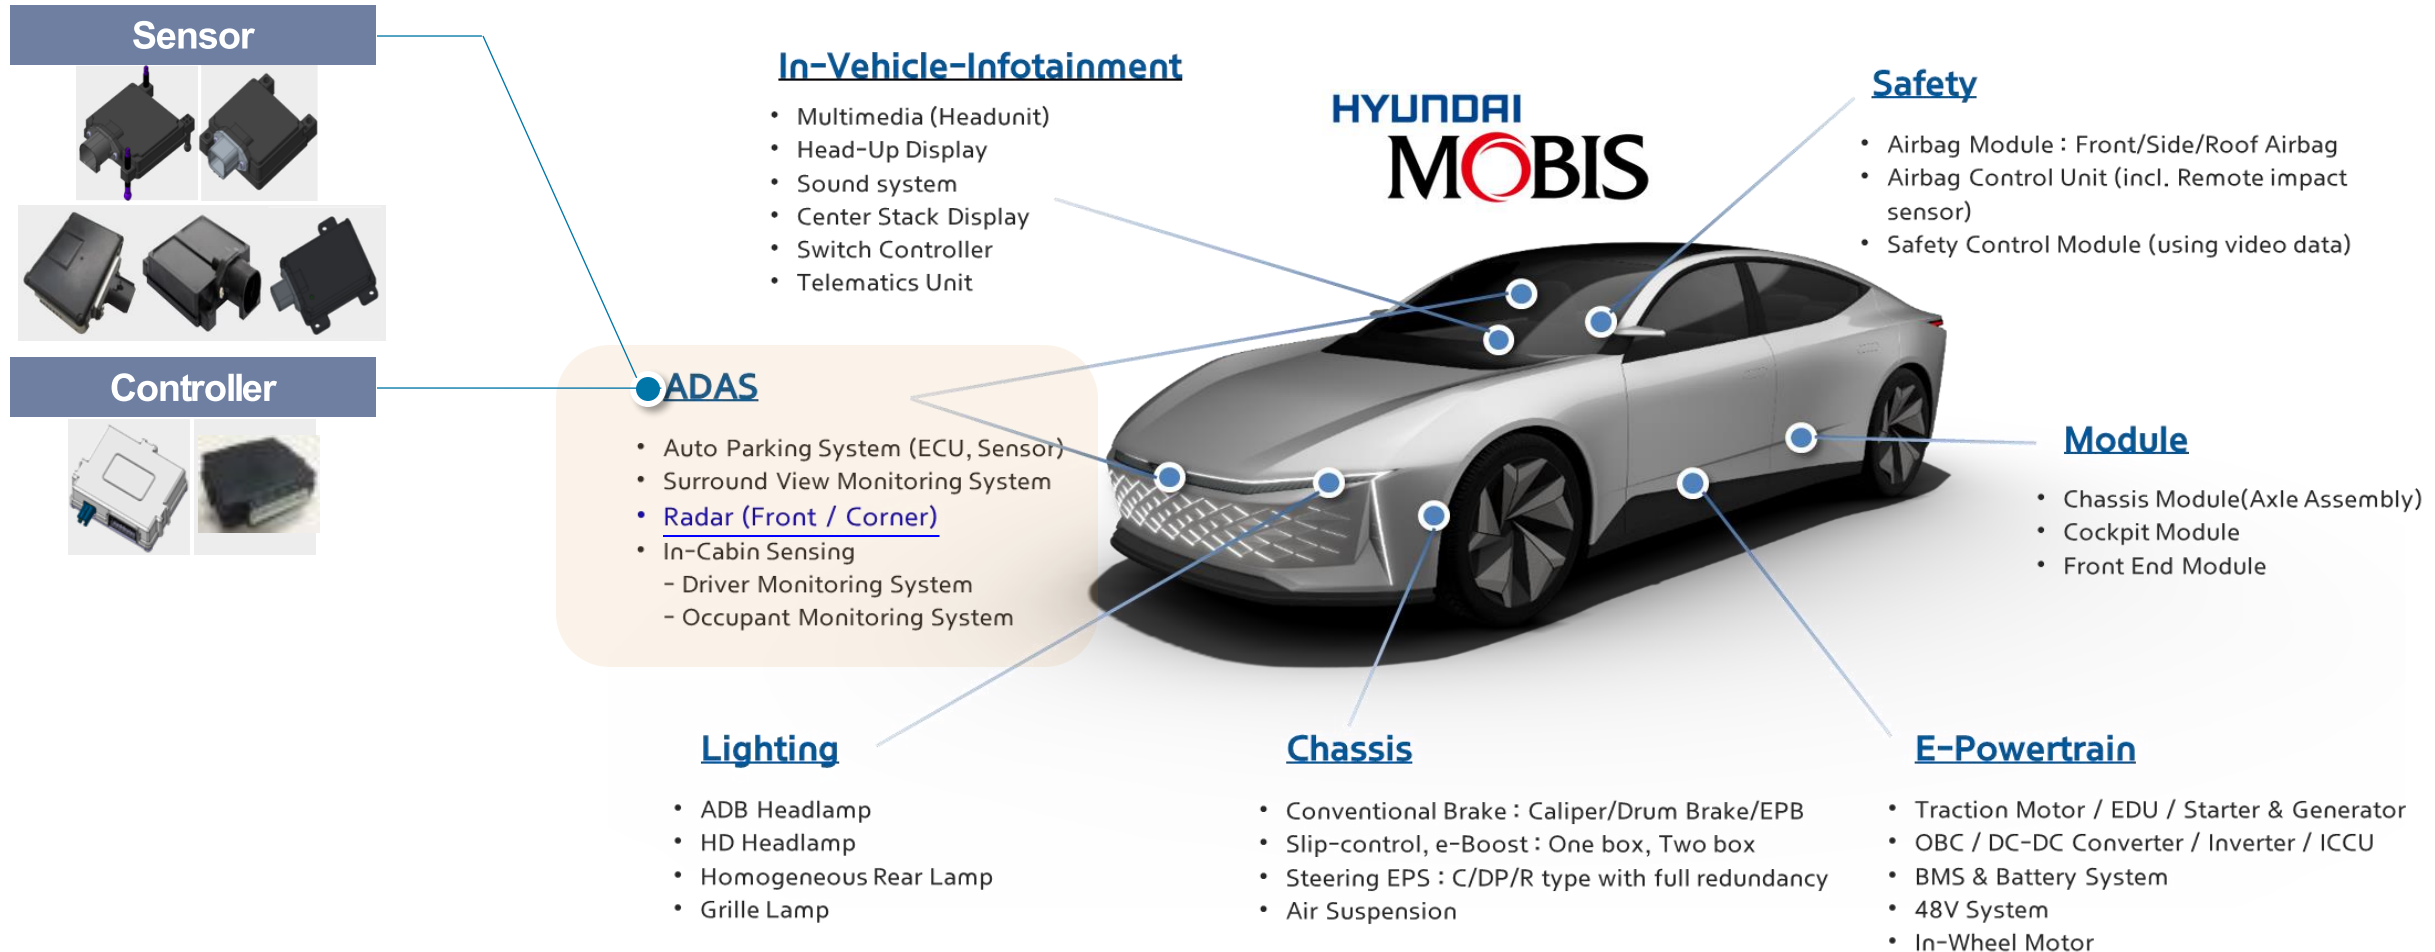 Sensor
Controller
In-Vehicle-Infotainment
• Multimedia (Headunit)
• Head-Up Display
• Sound system
• Center Stack Display
• Switch Controller
• Telematics Unit
HYUNDAI
MOBIS
Safety
• Airbag Module : Front/Side/Roof Airbag
• Airbag Control Unit (incl. Remote impact
sensor)
• Safety Control Module (using video data)
ADAS
• Auto Parking System (ECU, Sensor)
• Surround View Monitoring System
• Radar (Front / Corner)
• In-Cabin Sensing
- Driver Monitoring System
- Occupant Monitoring System
Module
• Chassis Module(Axle Assembly)
• Cockpit Module
• Front End Module
Lighting
• ADB Headlamp
• HD Headlamp
• Homogeneous Rear Lamp
• Grille Lamp
Chassis
• Conventional Brake : Caliper/Drum Brake/EPB
• Slip-control, e-Boost : One box, Two box
• Steering EPS : C/DP/R type with full redundancy
• Air Suspension
E-Powertrain
• Traction Motor / EDU / Starter & Generator
• OBC / DC-DC Converter / Inverter / ICCU
• BMS & Battery System
• 48V System
• In-Wheel Motor